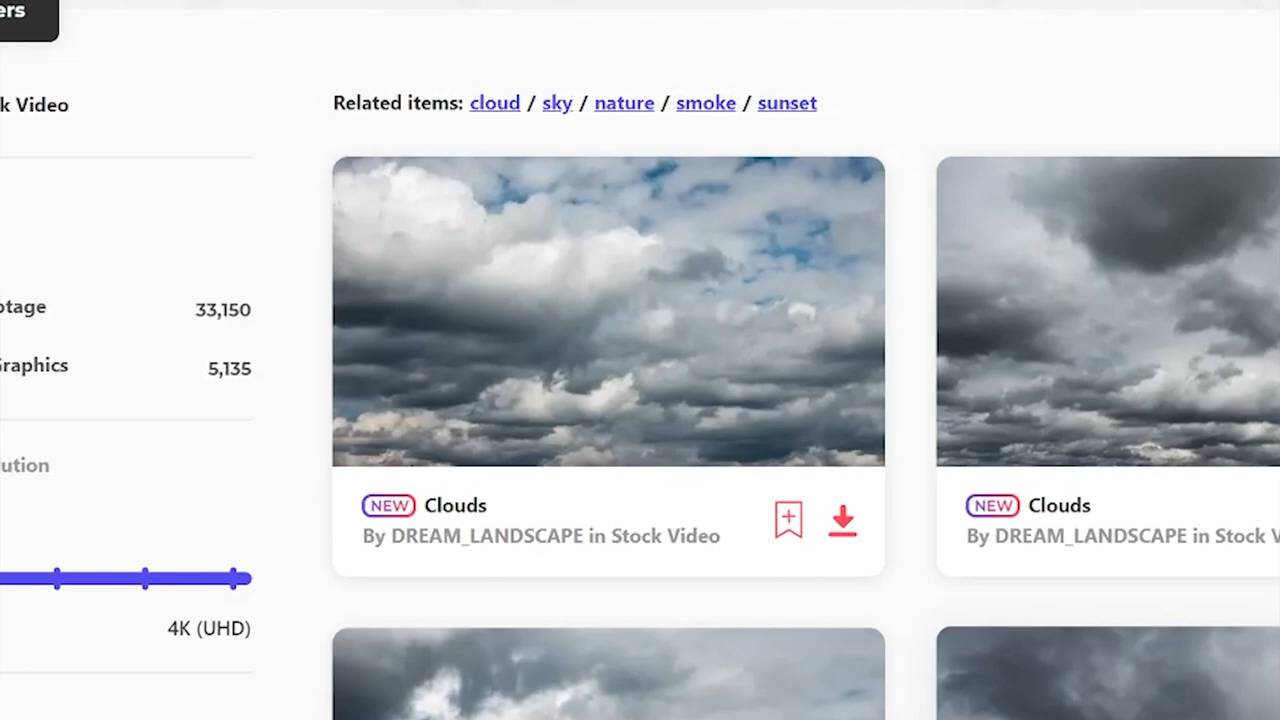 ers
k Video
Related items: cloud / sky / nature / smoke / sunset
otage 33,150
Graphics 5,135
ution
4K (UHD)
NEW Clouds
By DREAM_LANDSCAPE in Stock Video
NEW Clouds
By DREAM_LANDSCAPE in Stock V